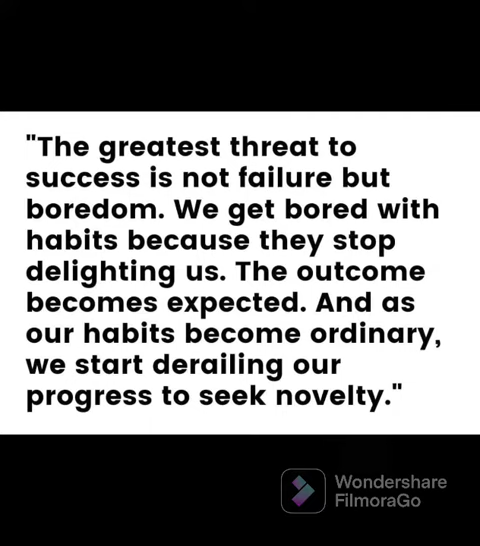 "The greatest threat to
success is not failure but
boredom. We get bored with
habits because they stop
delighting us. The outcome
becomes expected. And as
our habits become ordinary,
we start derailing our
progress to seek novelty."
Wondershare
FilmoraGo